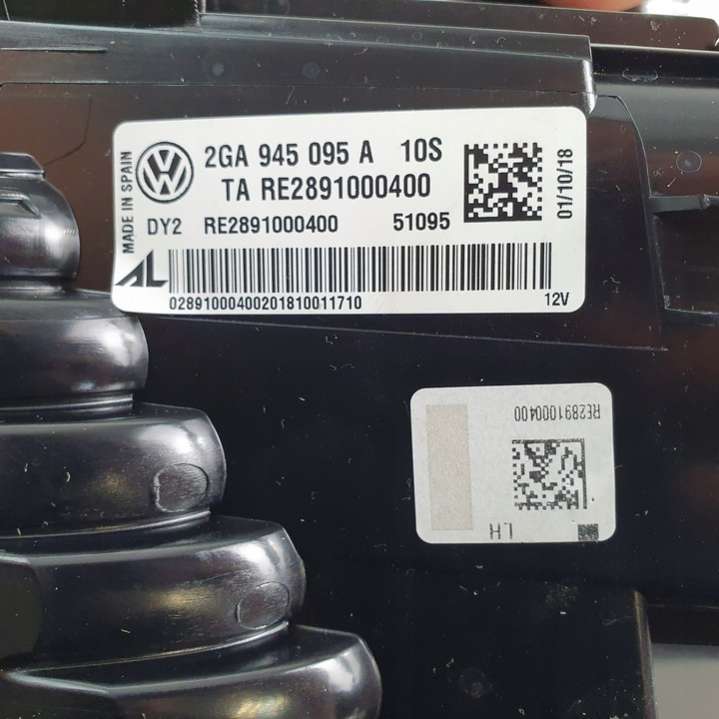 MADE IN SPAIN
2GA 945 095 A 10S
TA RE2891000400
DY2 RE2891000400 51095
01/10/18
AL
02891000400201810011710
12V
RE2891000400
LH